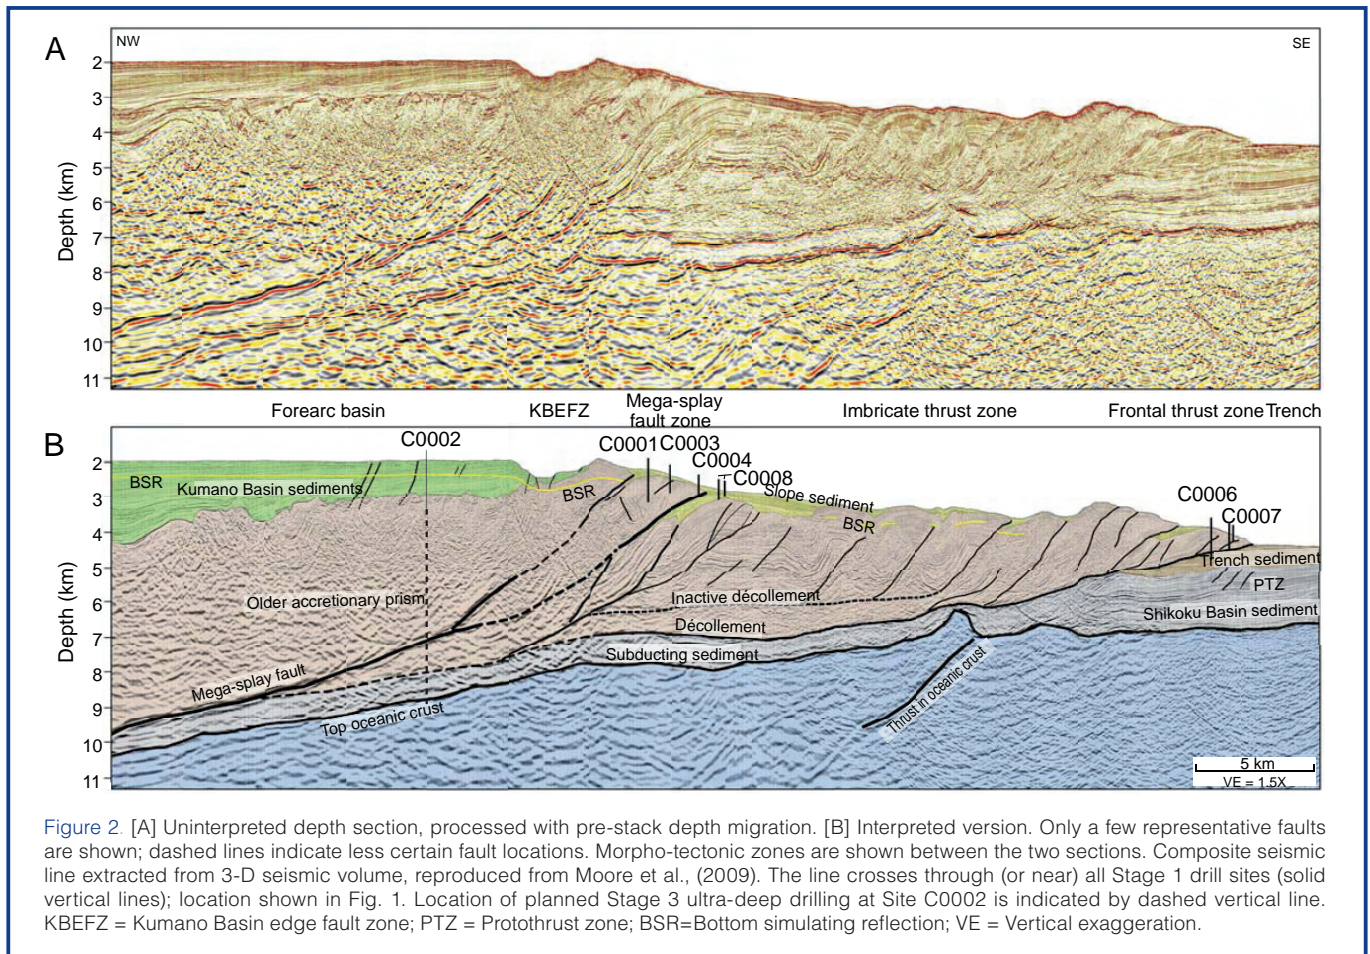 A
NW
SE
Depth (km)
2
3
4
5
6
7
8
9
10
11
Forearc basin
KBEFZ
Mega-splay
fault zone
Imbricate thrust zone
Frontal thrust zone
Trench
B
Depth (km)
2
3
4
5
6
7
8
9
10
11
C0002
C0001
C0003
C0004
C0008
C0006
C0007
BSR
Kumano Basin sediments
BSR
Slope sediment
BSR
Trench sediment
PTZ
Shikoku Basin sediment
Older accretionary prism
Inactive décollement
Décollement
Subducting sediment
Mega-splay fault
Top oceanic crust
Thrust in oceanic crust
5 km
VE = 1.5X
Figure 2. [A] Uninterpreted depth section, processed with pre-stack depth migration. [B] Interpreted version. Only a few representative faults
are shown; dashed lines indicate less certain fault locations. Morpho-tectonic zones are shown between the two sections. Composite seismic
line extracted from 3-D seismic volume, reproduced from Moore et al., (2009). The line crosses through (or near) all Stage 1 drill sites (solid
vertical lines); location shown in Fig. 1. Location of planned Stage 3 ultra-deep drilling at Site C0002 is indicated by dashed vertical line.
KBEFZ = Kumano Basin edge fault zone; PTZ = Protothrust zone; BSR=Bottom simulating reflection; VE = Vertical exaggeration.